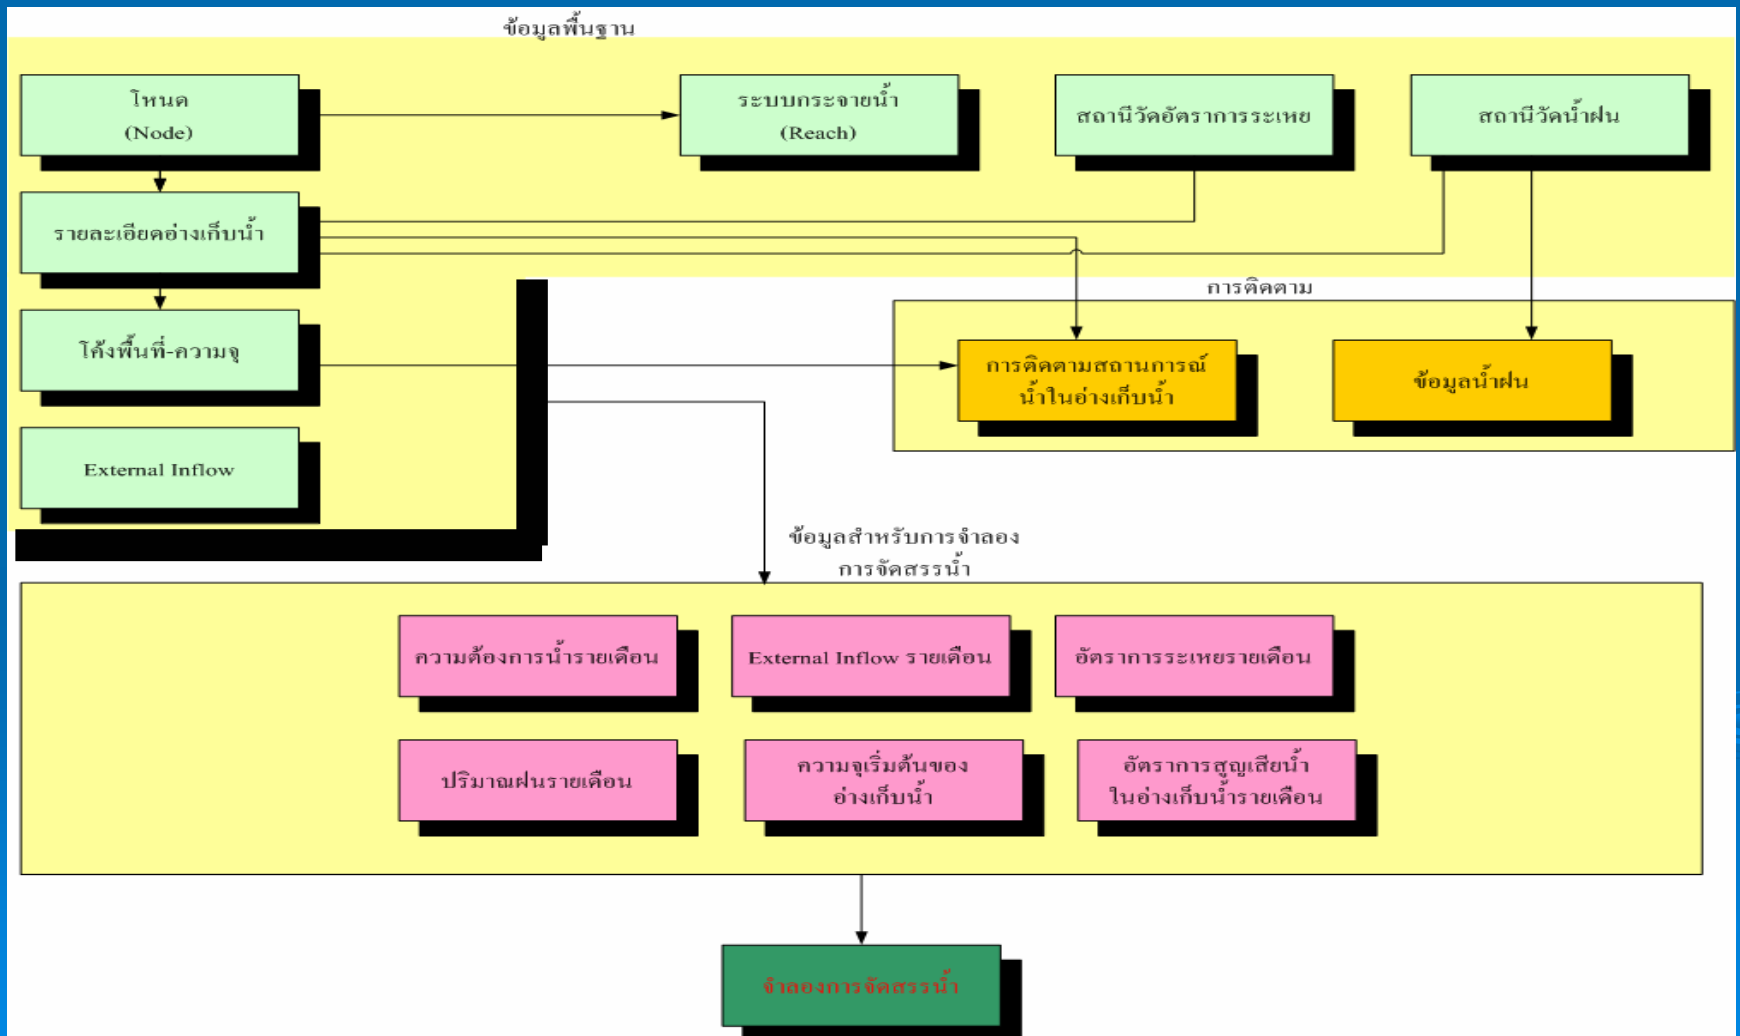 ข้อมูลพื้นฐาน
โหนด
(Node)
ระบบกระจายน้ำ
(Reach)
สถานีวัดอัตราการระเหย
สถานีวัดน้ำฝน
รายละเอียดอ่างเก็บน้ำ
การติดตาม
โค้งพื้นที่-ความจุ
การติดตามสถานการณ์
น้ำในอ่างเก็บน้ำ
ข้อมูลน้ำฝน
External Inflow
ข้อมูลสำหรับการจำลอง
การจัดสรรน้ำ
ความต้องการน้ำรายเดือน
External Inflow รายเดือน
อัตราการระเหยรายเดือน
ปริมาณฝนรายเดือน
ความจุเริ่มต้นของ
อ่างเก็บน้ำ
อัตราการสูญเสียน้ำ
ในอ่างเก็บน้ำรายเดือน
จำลองการจัดสรรน้ำ